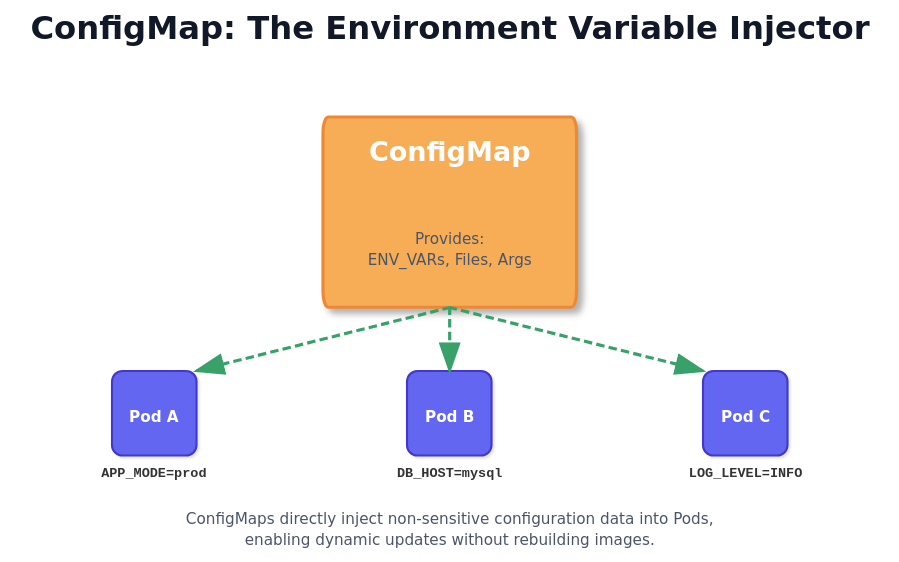 ConfigMap: The Environment Variable Injector
ConfigMap
Provides:
ENV_VARs, Files, Args
Pod A
Pod B
Pod C
APP_MODE=prod
DB_HOST=mysql
LOG_LEVEL=INFO
ConfigMaps directly inject non-sensitive configuration data into Pods,
enabling dynamic updates without rebuilding images.